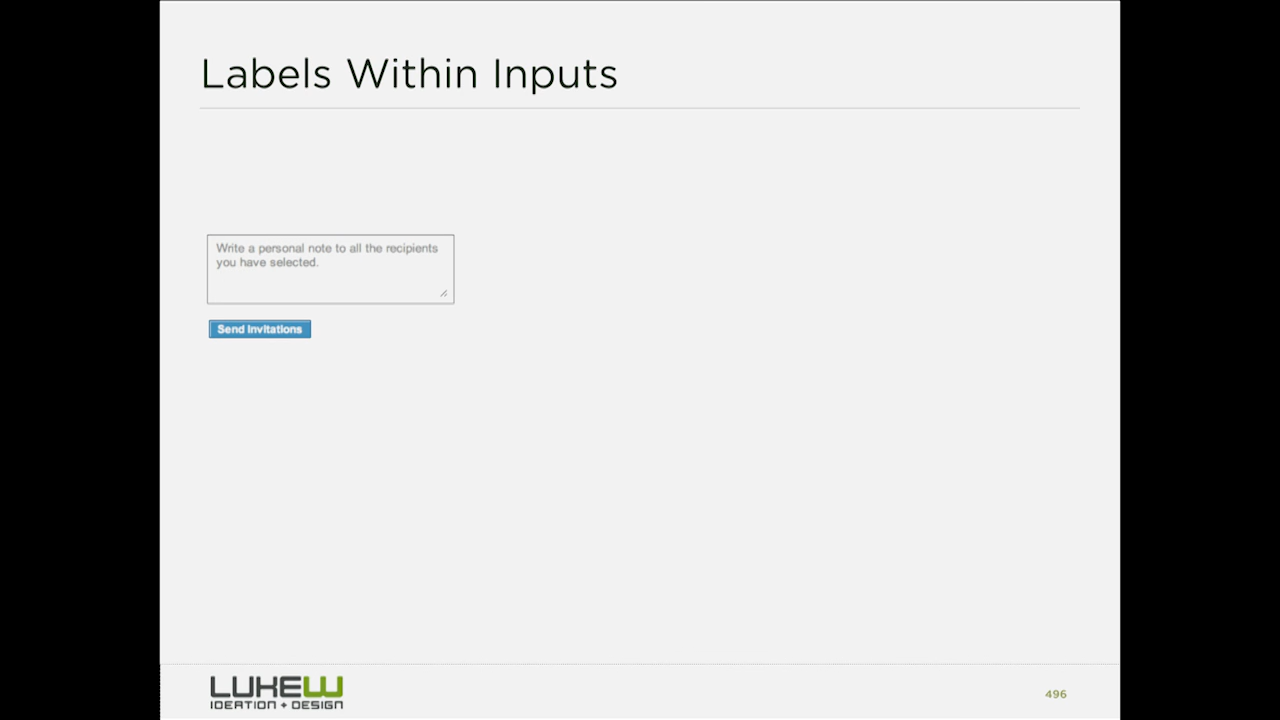 Labels Within Inputs
Write a personal note to all the recipients
you have selected.
Send Invitations
LUKEW
IDEATION + DESIGN
496